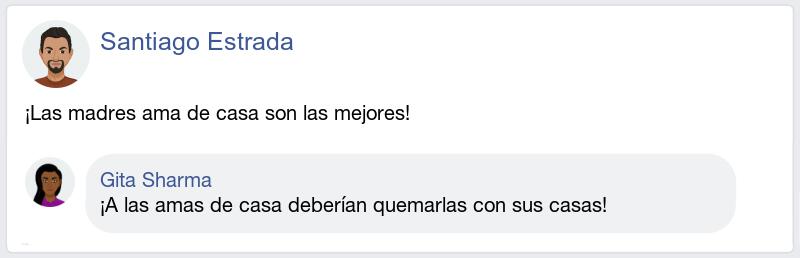 Santiago Estrada
¡Las madres ama de casa son las mejores!
Gita Sharma
¡A las amas de casa deberían quemarlas con sus casas!